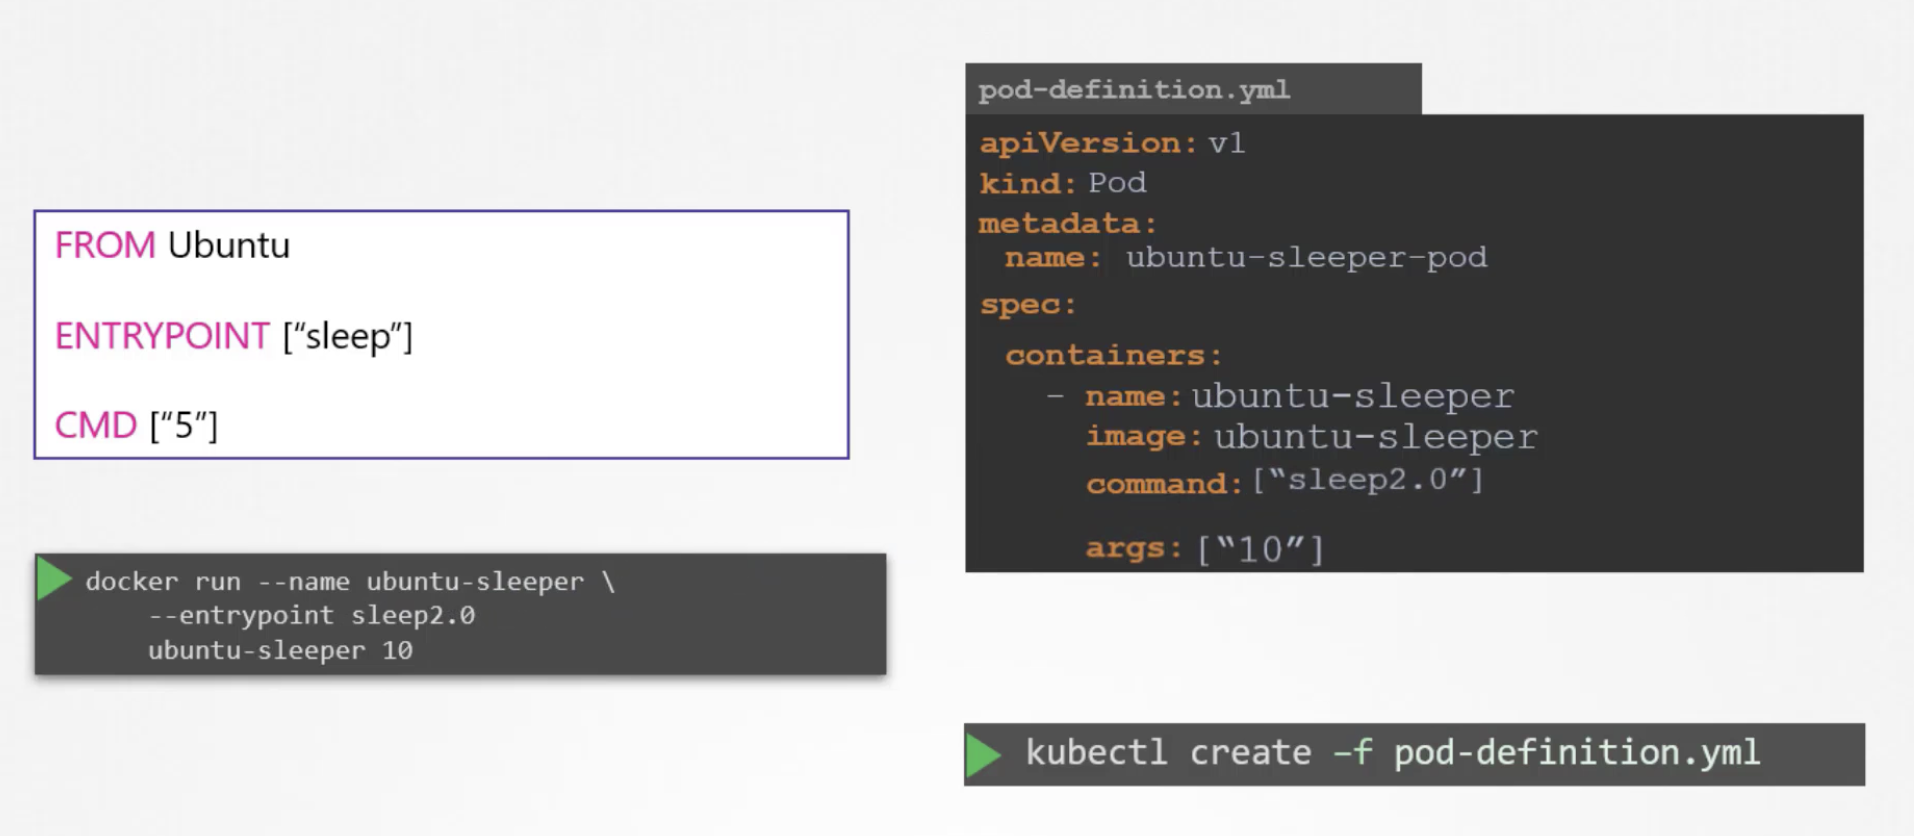 FROM Ubuntu
ENTRYPOINT [“sleep”]
CMD [“5”]
docker run --name ubuntu-sleeper \
--entrypoint sleep2.0
ubuntu-sleeper 10
pod-definition.yml
apiVersion: v1
kind: Pod
metadata:
name: ubuntu-sleeper-pod
spec:
containers:
- name: ubuntu-sleeper
image: ubuntu-sleeper
command: [“sleep2.0”]
args: [“10”]
kubectl create –f pod-definition.yml